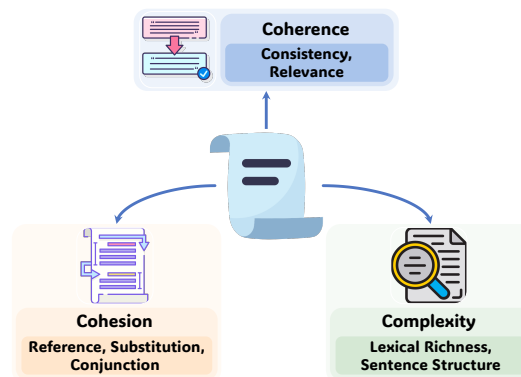 Coherence
Consistency,
Relevance
Cohesion
Reference, Substitution,
Conjunction
Complexity
Lexical Richness,
Sentence Structure